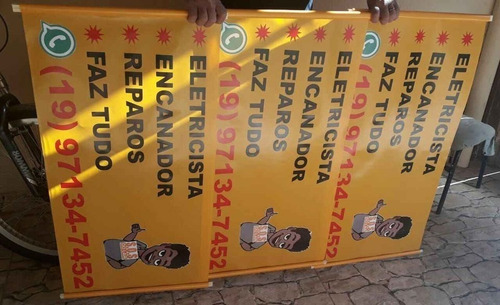 ELETRICISTA
ENCANADOR
REPAROS
FAZ TUDO
(19) 97134-7452
ELETRICISTA
ENCANADOR
REPAROS
FAZ TUDO
(19) 97134-7452
ELETRICISTA
ENCANADOR
REPAROS
FAZ TUDO
(19) 97134-7452